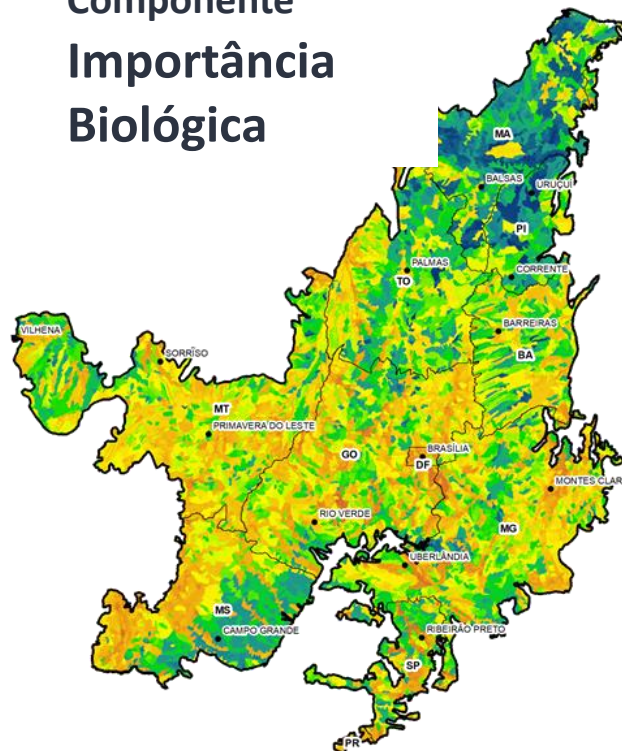 Componente
Importância
Biológica
MA
BALSAS
URUÇUÍ
PI
PALMAS
TO
CORRENTE
VILHENA
BARREIRAS
SORRISO
BA
MT
PRIMAVERA DO LESTE
GO
BRASÍLIA
DF
MONTES CLAR
RIO VERDE
MG
UBERLÂNDIA
MS
CAMPO GRANDE
RIBEIRÃO PRETO
SP
PR